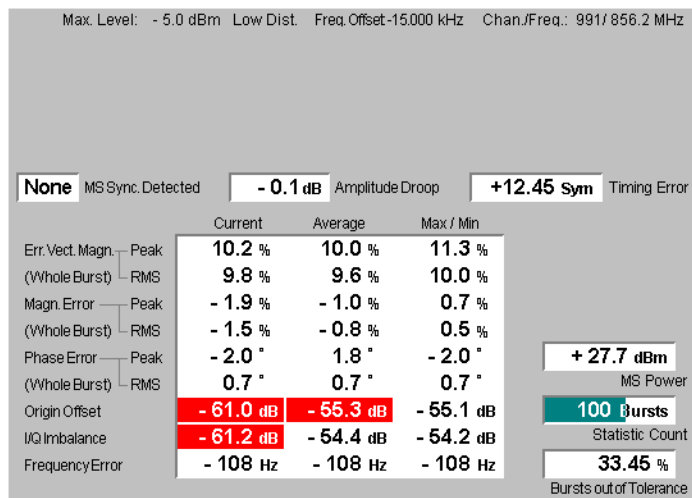 Max. Level: - 5.0 dBm Low Dist. Freq. Offset -15.000 kHz Chan./Freq.: 991/ 856.2 MHz
None MS Sync. Detected - 0.1 dB Amplitude Droop +12.45 Sym Timing Error
Current Average Max / Min
Err. Vect. Magn. Peak 10.2 % 10.0 % 11.3 %
(Whole Burst) RMS 9.8 % 9.6 % 10.0 %
Magn. Error Peak - 1.9 % - 1.0 % 0.7 %
(Whole Burst) RMS - 1.5 % - 0.8 % 0.5 %
Phase Error Peak - 2.0 ° 1.8 ° - 2.0 ° + 27.7 dBm
(Whole Burst) RMS 0.7 ° 0.7 ° 0.7 ° MS Power
Origin Offset - 61.0 dB - 55.3 dB - 55.1 dB 100 Bursts
I/Q Imbalance - 61.2 dB - 54.4 dB - 54.2 dB Statistic Count
Frequency Error - 108 Hz - 108 Hz - 108 Hz 33.45 %
Bursts out of Tolerance